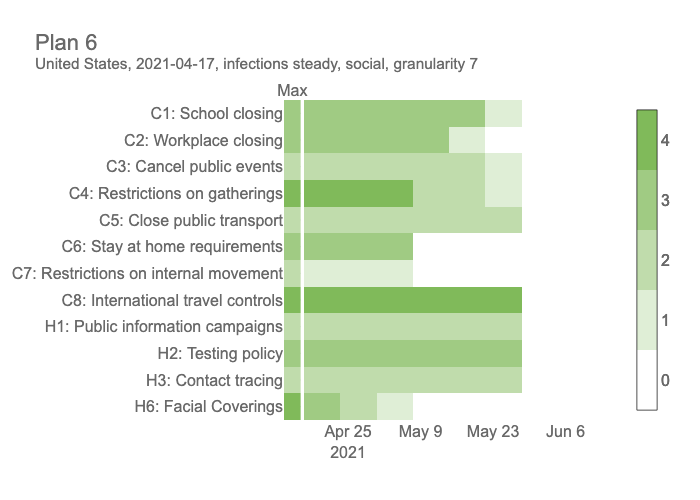 Plan 6
United States, 2021-04-17, infections steady, social, granularity 7
Max
C1: School closing
C2: Workplace closing
C3: Cancel public events
C4: Restrictions on gatherings
C5: Close public transport
C6: Stay at home requirements
C7: Restrictions on internal movement
C8: International travel controls
H1: Public information campaigns
H2: Testing policy
H3: Contact tracing
H6: Facial Coverings
Apr 25 May 9 May 23 Jun 6
2021
4
3
2
1
0